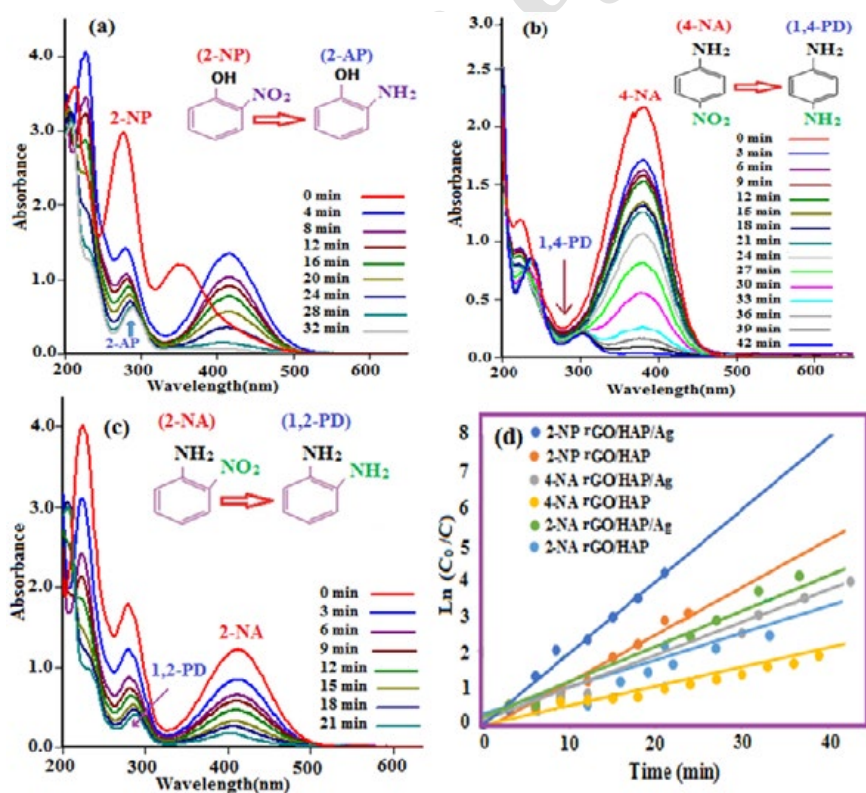 (a)
(2-NP)
(2-AP)
OH
NO2
OH
NH2
2-NP
2-AP
Absorbance
4.0
3.0
2.0
1.0
0.0
0 min
4 min
8 min
12 min
16 min
20 min
24 min
28 min
32 min
200
300
400
500
600
Wavelength(nm)
(b)
(4-NA)
(1,4-PD)
NH2
NO2
NH2
NH2
4-NA
1,4-PD
Absorbance
3.0
2.5
2.0
1.5
1.0
0.5
0.0
0 min
3 min
6 min
9 min
12 min
15 min
18 min
21 min
24 min
27 min
30 min
33 min
36 min
39 min
42 min
200
300
400
500
600
Wavelength(nm)
(c)
(2-NA)
(1,2-PD)
NH2
NO2
NH2
NH2
2-NA
1,2-PD
Absorbance
4.0
3.0
2.0
1.0
0.0
0 min
3 min
6 min
9 min
12 min
15 min
18 min
21 min
200
300
400
500
600
Wavelength(nm)
(d)
2-NP rGO/HAP/Ag
2-NP rGO/HAP
4-NA rGO/HAP/Ag
4-NA rGO/HAP
2-NA rGO/HAP/Ag
2-NA rGO/HAP
Ln (C0/C)
8
7
6
5
4
3
2
1
0
0
10
20
30
40
Time (min)